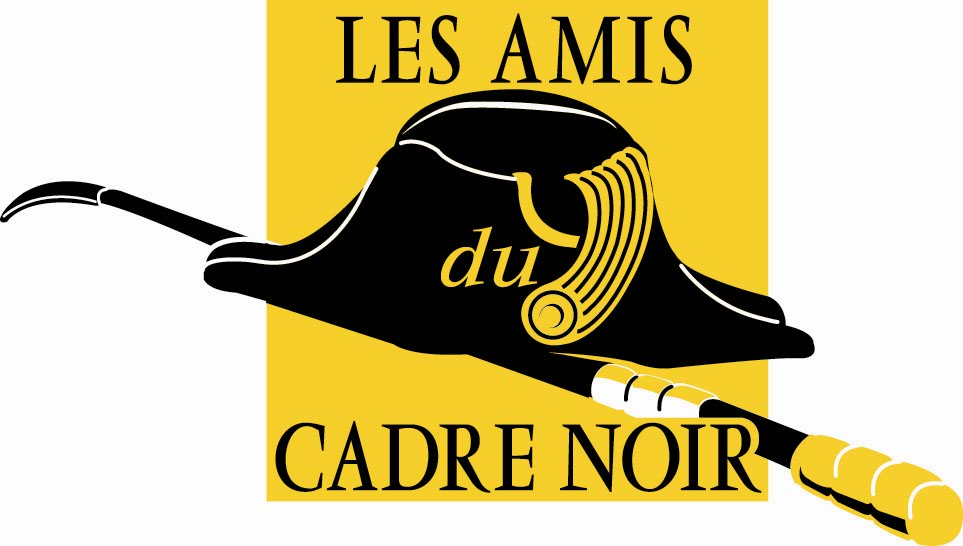 LES AMIS
du
CADRE NOIR